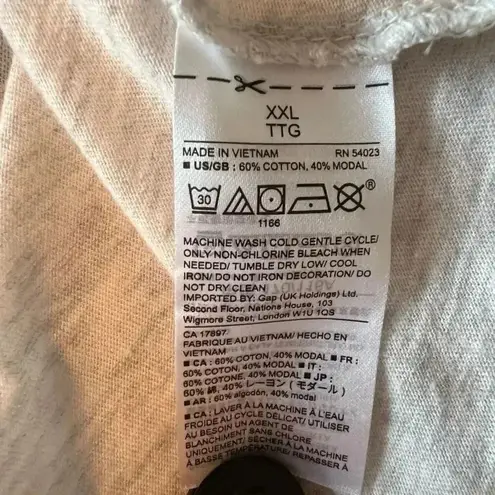 XXL
TTG
MADE IN VIETNAM RN 54023
■ US/GB : 60% COTTON, 40% MODAL
30
®
1166
MACHINE WASH COLD GENTLE CYCLE/
ONLY NON-CHLORINE BLEACH WHEN
NEEDED/ TUMBLE DRY LOW/ COOL
IRON/ DO NOT IRON DECORATION/ DO
NOT DRY CLEAN
IMPORTED BY: Gap (UK Holdings) Ltd.
Second Floor, Nations House, 103
Wigmore Street, London W1U 1QS
CA 17897
FABRIQUE AU VIETNAM/ HECHO EN
VIETNAM
■ CA : 60% COTON, 40% MODAL ■ FR :
60% COTON, 40% MODAL ■ IT :
60% COTONE, 40% MODAL ■ JP :
60% 綿, 40% レーヨン ( モダール )
■ AR : 60% algodón, 40% modal
■ CA : LAVER À LA MACHINE À L'EAU
FROIDE AU CYCLE DÉLICAT/ UTILISER
AU BESOIN UN AGENT DE
BLANCHIMENT SANS CHLORE
UNIQUEMENT/ SÉCHER À LA MACHINE
À BASSE TEMPÉRATURE/ REPASSER À